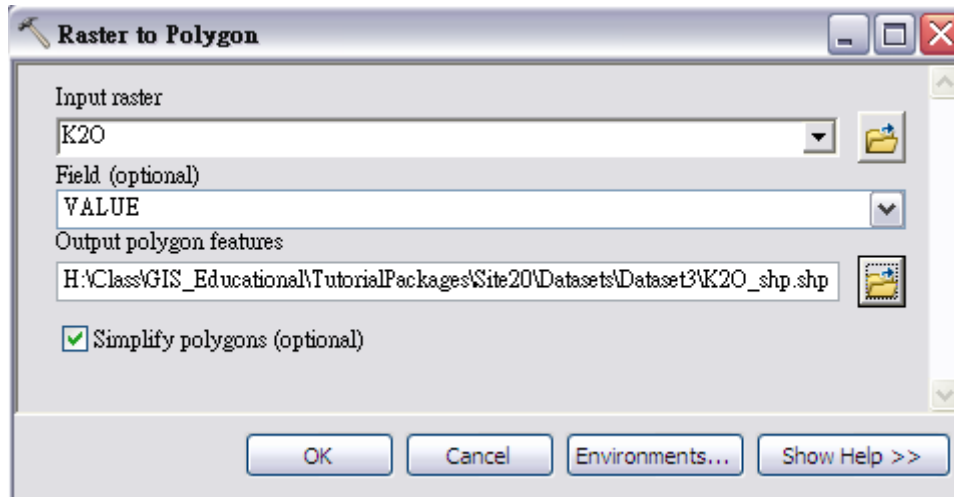 Raster to Polygon
Input raster
K2O
Field (optional)
VALUE
Output polygon features
H:\Class\GIS_Educational\TutorialPackages\Site20\Datasets\Dataset3\K2O_shp.shp
Simplify polygons (optional)
OK
Cancel
Environments...
Show Help >>